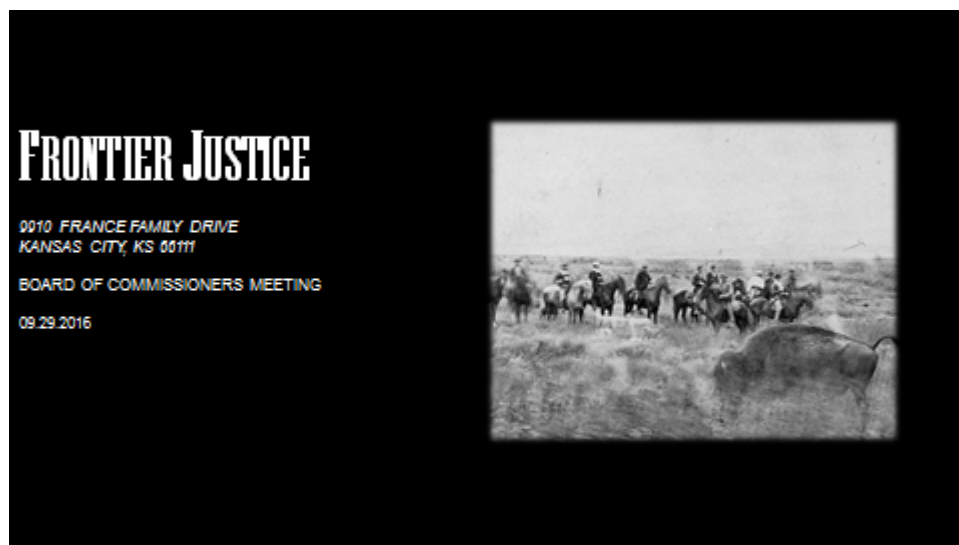 FRONTIER JUSTICE
9910 FRANCE FAMILY DRIVE
KANSAS CITY, KS 66111
BOARD OF COMMISSIONERS MEETING
09.29.2016